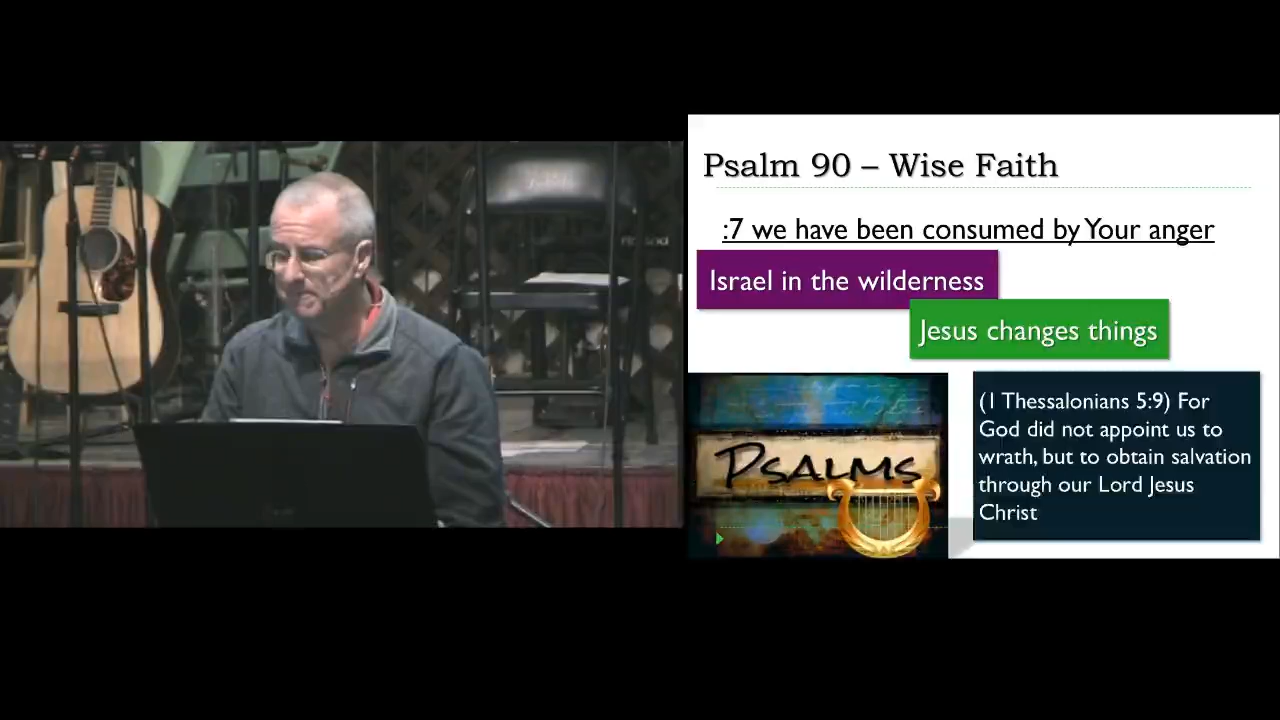 Psalm 90 – Wise Faith
:7 we have been consumed by Your anger
Israel in the wilderness
Jesus changes things
PSALMS
(1 Thessalonians 5:9) For
God did not appoint us to
wrath, but to obtain salvation
through our Lord Jesus
Christ